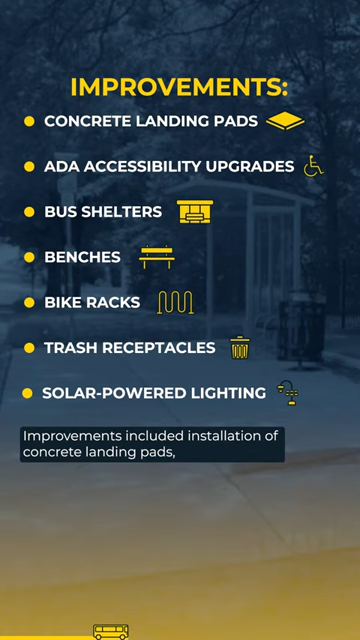 IMPROVEMENTS:
CONCRETE LANDING PADS
ADA ACCESSIBILITY UPGRADES
BUS SHELTERS
BENCHES
BIKE RACKS
TRASH RECEPTACLES
SOLAR-POWERED LIGHTING
Improvements included installation of
concrete landing pads,